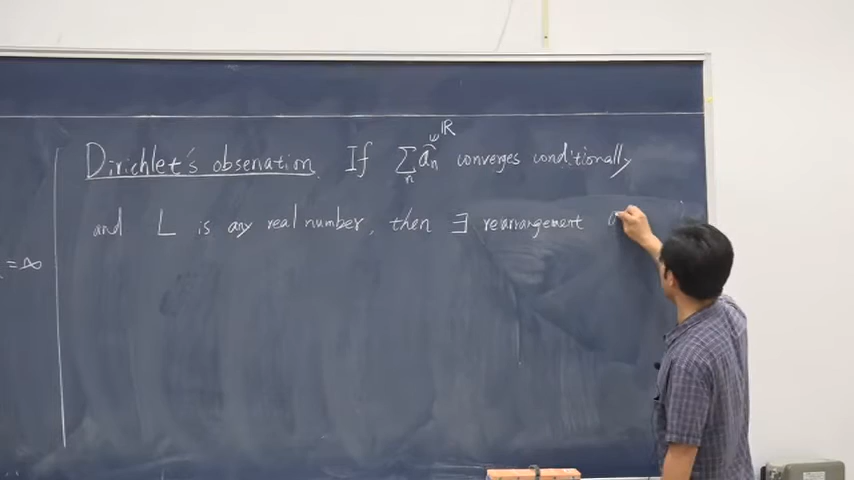 = ∞
Dirichlet's observation If ∑ₙ aₙ ∈ ℝ converges conditionally
and L is any real number, then ∃ rearrangement